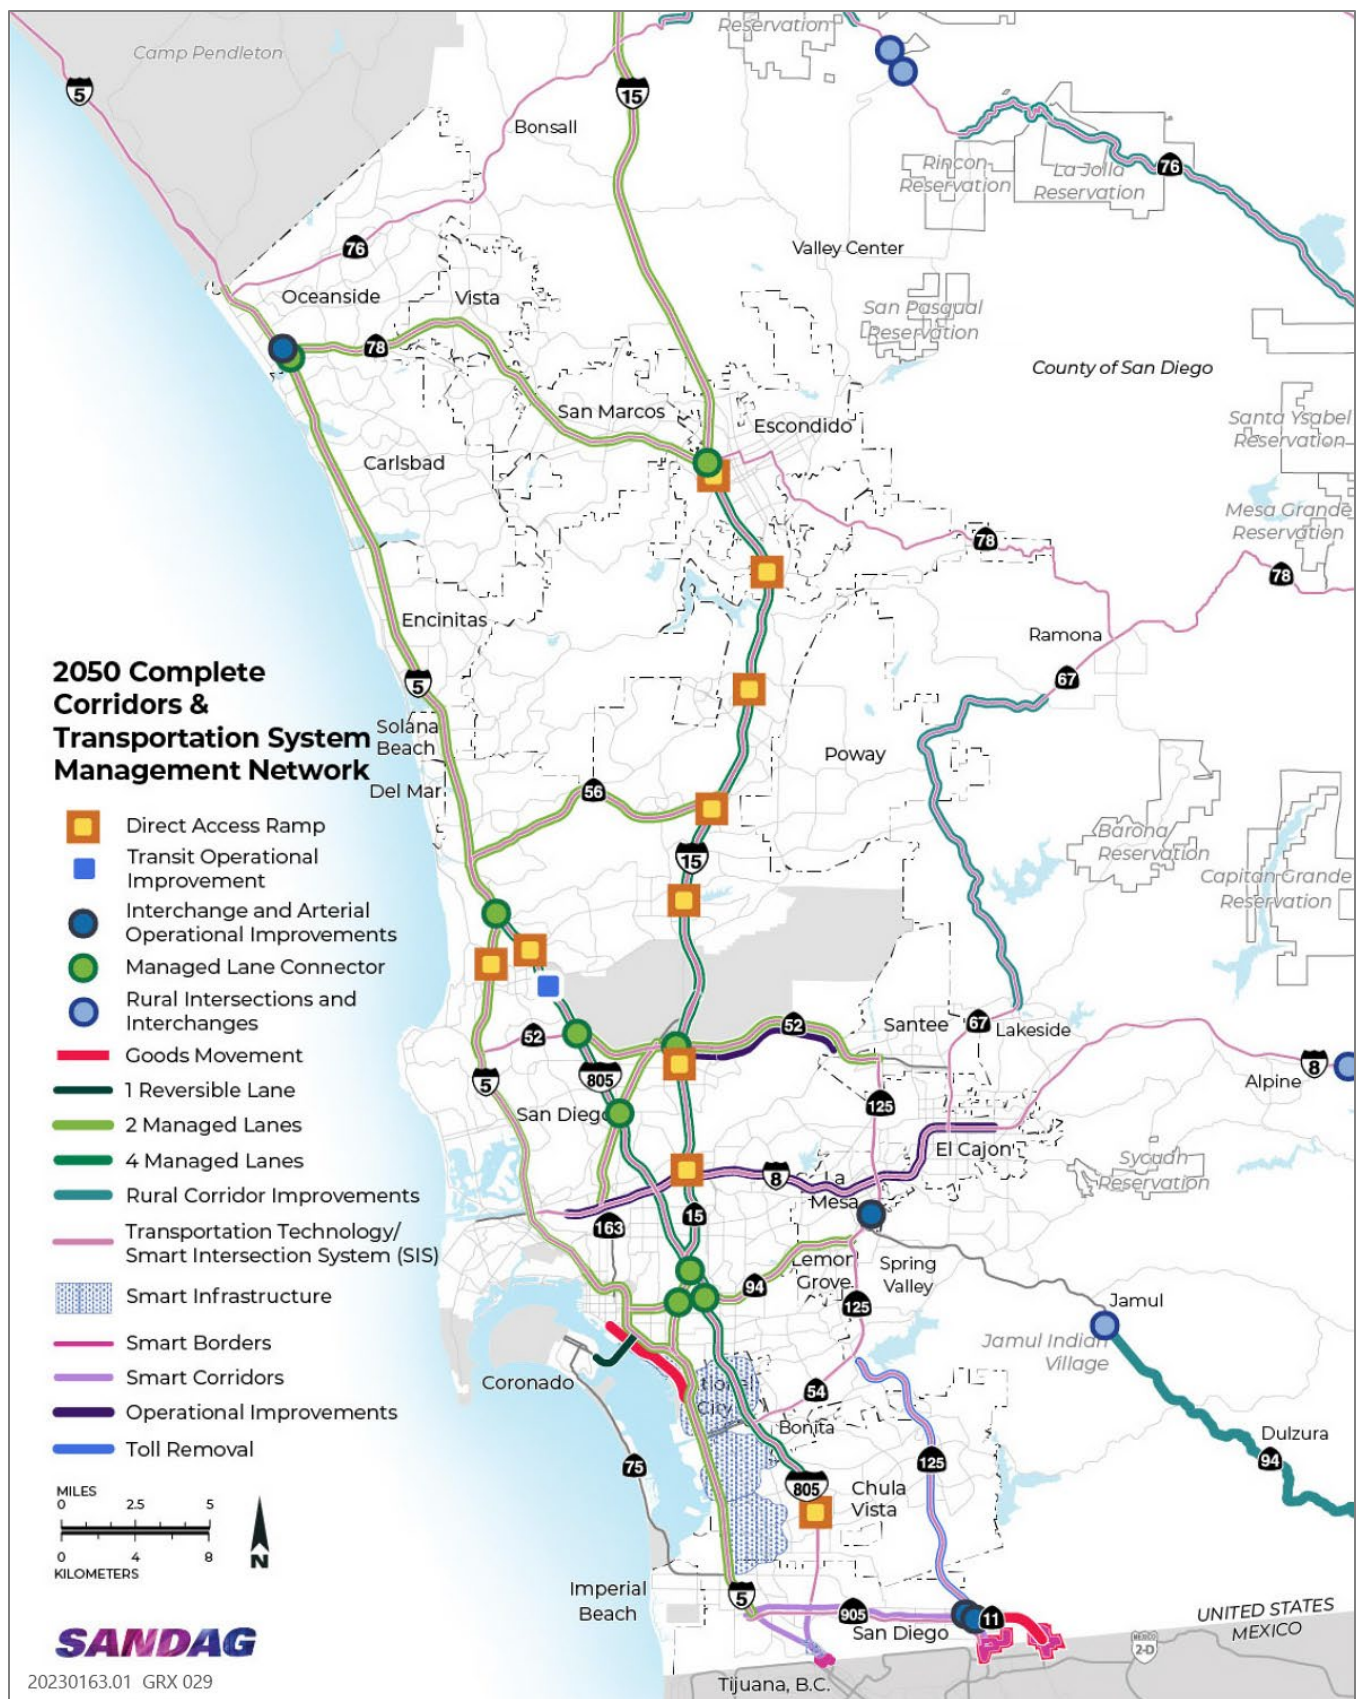 Reservation
Camp Pendleton
5
15
Bonsall
Rincon
Reservation
La Jolla
Reservation
76
76
Valley Center
Oceanside
Vista
San Pasqual
Reservation
78
County of San Diego
San Marcos
Escondido
Santa Ysabel
Reservation
Carlsbad
Mesa Grande
Reservation
78
78
Encinitas
Ramona
67
5
2050 Complete
Corridors &
Transportation System
Management Network
Solana
Beach
Poway
Del Mar
56
Direct Access Ramp
Transit Operational
Improvement
Interchange and Arterial
Operational Improvements
Managed Lane Connector
Rural Intersections and
Interchanges
Goods Movement
1 Reversible Lane
2 Managed Lanes
4 Managed Lanes
Rural Corridor Improvements
Transportation Technology/
Smart Intersection System (SIS)
Smart Infrastructure
Smart Borders
Smart Corridors
Operational Improvements
Toll Removal
15
Barona
Reservation
Capitan Grande
Reservation
52
52
Santee
67
Lakeside
805
5
8
Alpine
San Diego
125
El Cajon
8
La
Mesa
Sycuan
Reservation
163
15
Lemon
Grove
Spring
Valley
94
125
Jamul
Jamul Indian
Village
Coronado
54
Bonita
Dulzura
94
75
125
805
Chula
Vista
MILES
0 2.5 5
0 4 8
KILOMETERS
N
Imperial
Beach
5
905
San Diego
11
UNITED STATES
MEXICO
MEXICO
2-D
Tijuana, B.C.
SANDAG
20230163.01 GRX 029